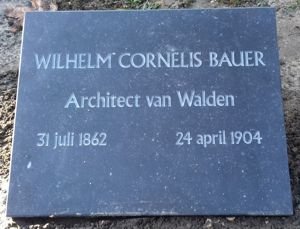 WILHELM CORNELIS BAUER
Architect van Walden
31 juli 1862 24 april 1904